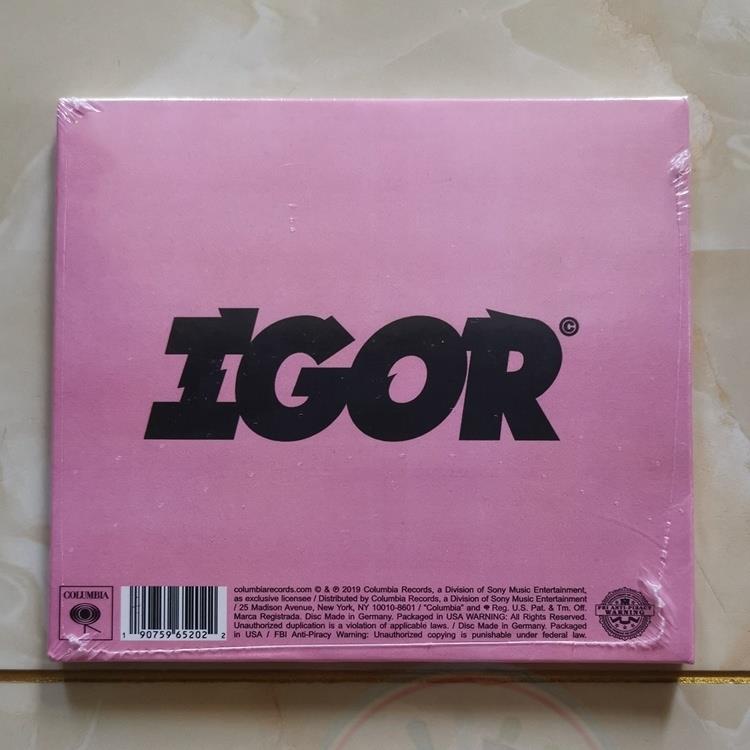 IGOR©
COLUMBIA
1 90759 65202 2
columbiarecords.com © & ℗ 2019 Columbia Records, a Division of Sony Music Entertainment,
as exclusive licensee / Distributed by Columbia Records, a Division of Sony Music Entertainment
/ 25 Madison Avenue, New York, NY 10010-8601 / "Columbia" and Reg. U.S. Pat. & Tm. Off.
Marca Registrada. / Made in Germany. Packaged in USA WARNING: All Rights Reserved.
Unauthorized duplication is a violation of applicable laws. / Disc Made in Germany. Packaged
in USA / FBI Anti-Piracy Warning: Unauthorized copying is punishable under federal law.
FBI ANTI-PIRACY
WARNING